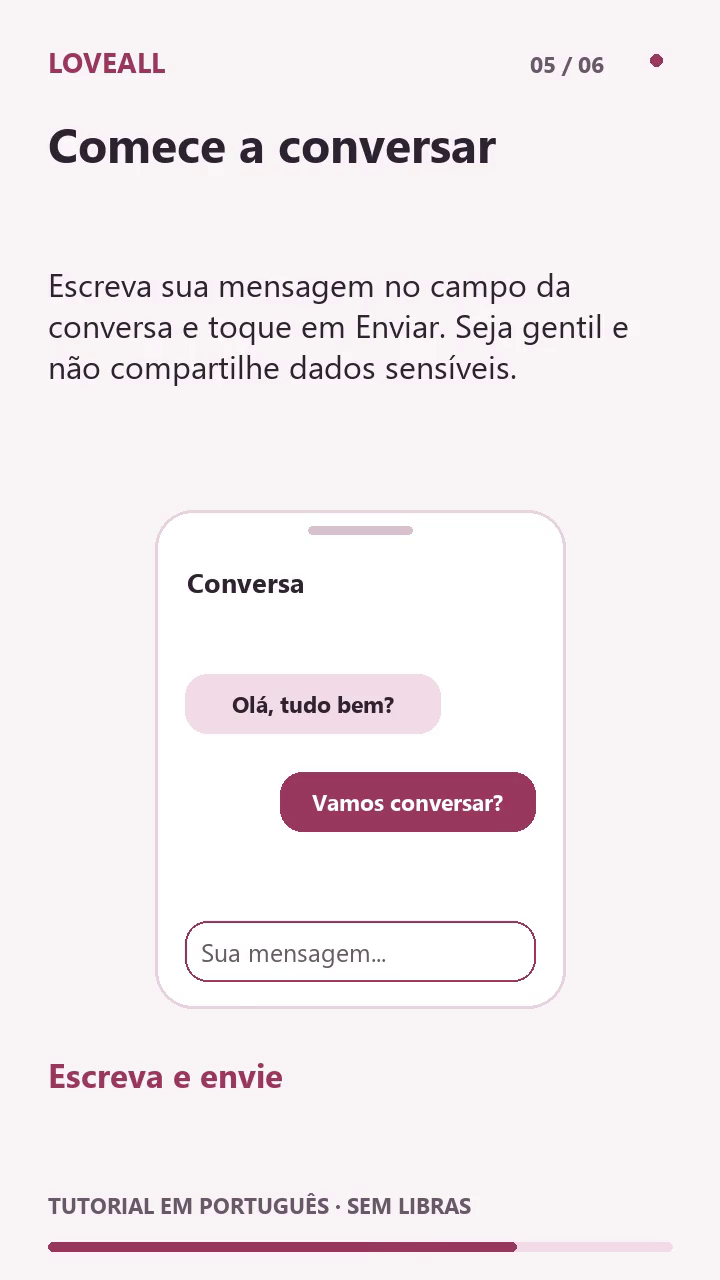 LOVEALL
05 / 06
Comece a conversar
Escreva sua mensagem no campo da
conversa e toque em Enviar. Seja gentil e
não compartilhe dados sensíveis.
Conversa
Olá, tudo bem?
Vamos conversar?
Sua mensagem...
Escreva e envie
TUTORIAL EM PORTUGUÊS · SEM LIBRAS